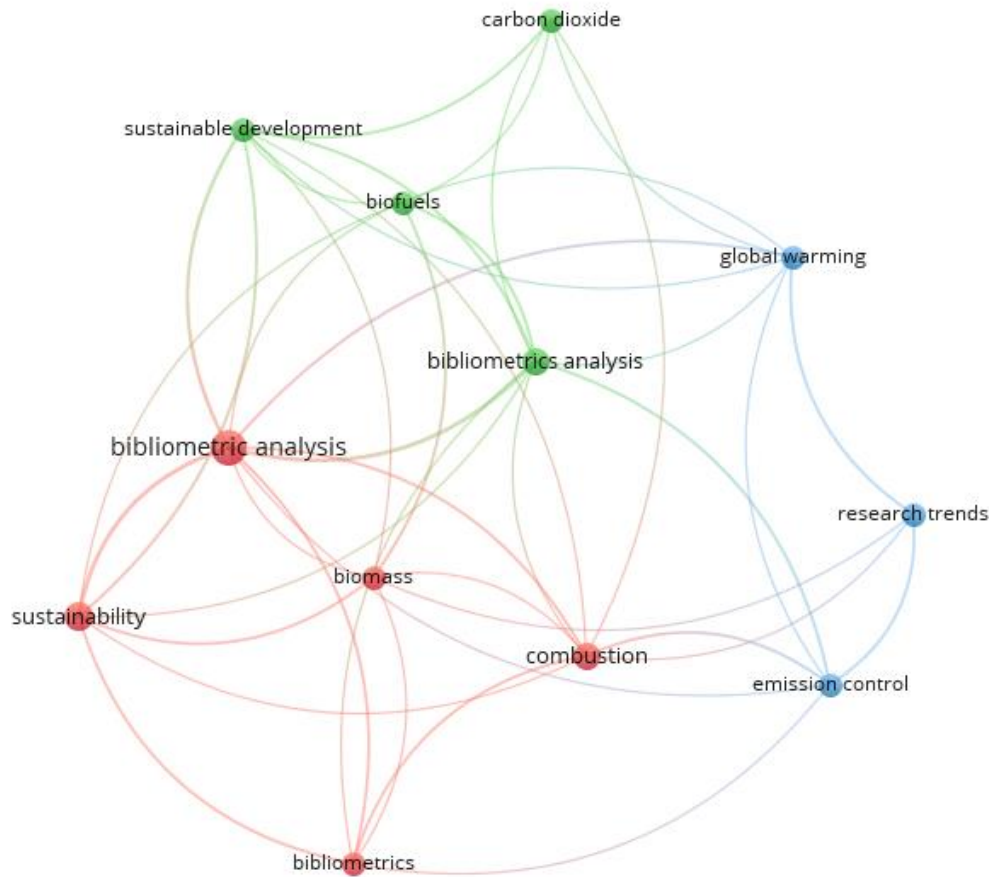 carbon dioxide
sustainable development
biofuels
global warming
bibliometrics analysis
bibliometric analysis
research trends
biomass
sustainability
combustion
emission control
bibliometrics